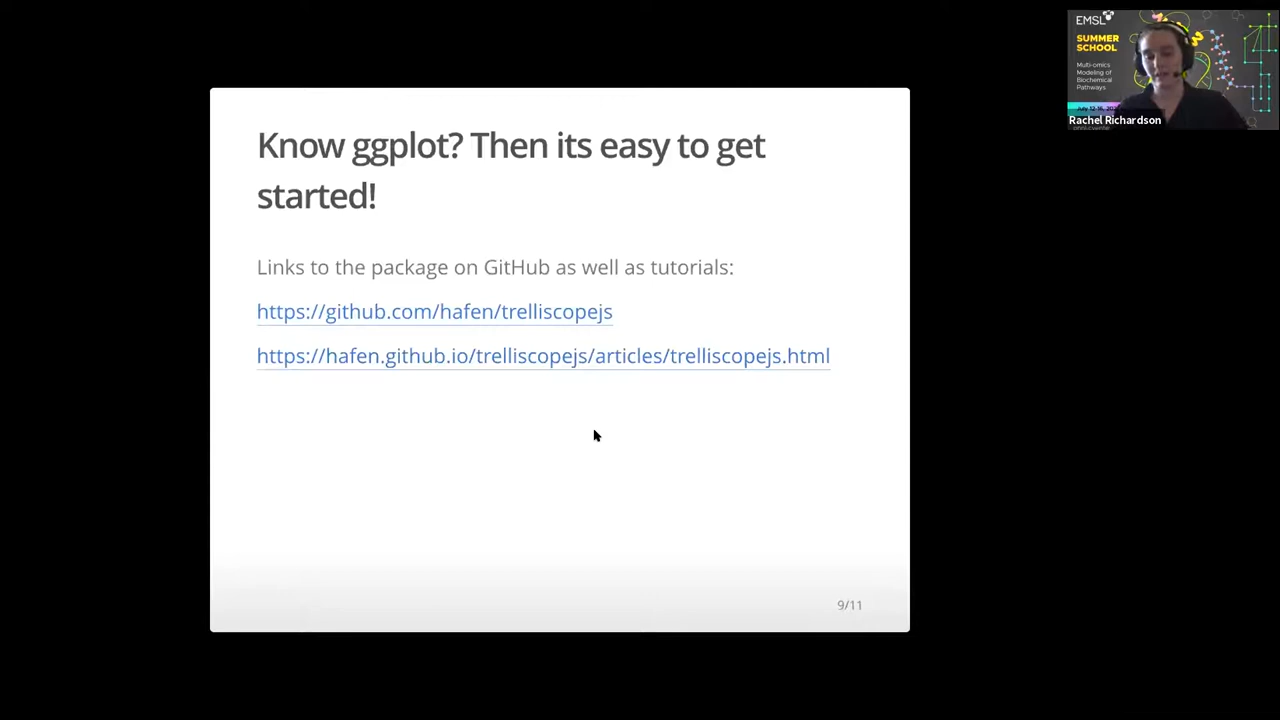 Know ggplot? Then its easy to get
started!
Links to the package on GitHub as well as tutorials:
https://github.com/hafen/trelliscopejs
https://hafen.github.io/trelliscopejs/articles/trelliscopejs.html
9/11
EMSL
SUMMER
SCHOOL
Multi-omics
Modeling of
Biochemical
Pathways
Rachel Richardson